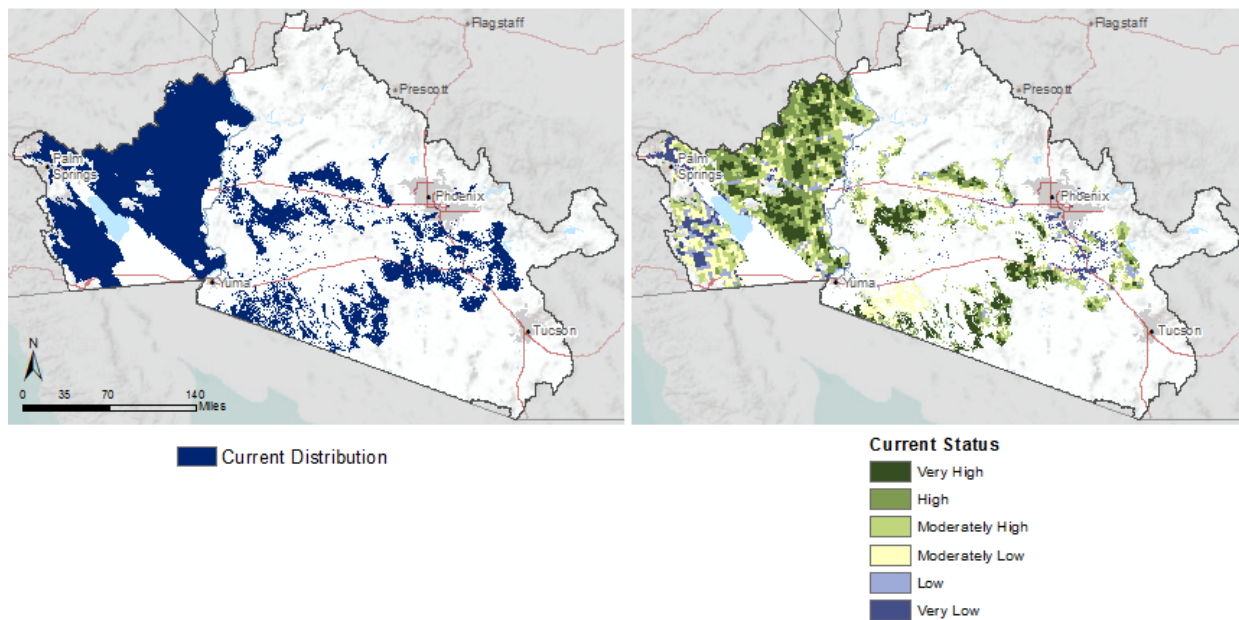 Flagstaff
Prescott
Palm
Springs
Phoenix
Yuma
Tucson
N
0 35 70 140
Miles
Current Distribution
Flagstaff
Prescott
Palm
Springs
Phoenix
Yuma
Tucson
Current Status
Very High
High
Moderately High
Moderately Low
Low
Very Low